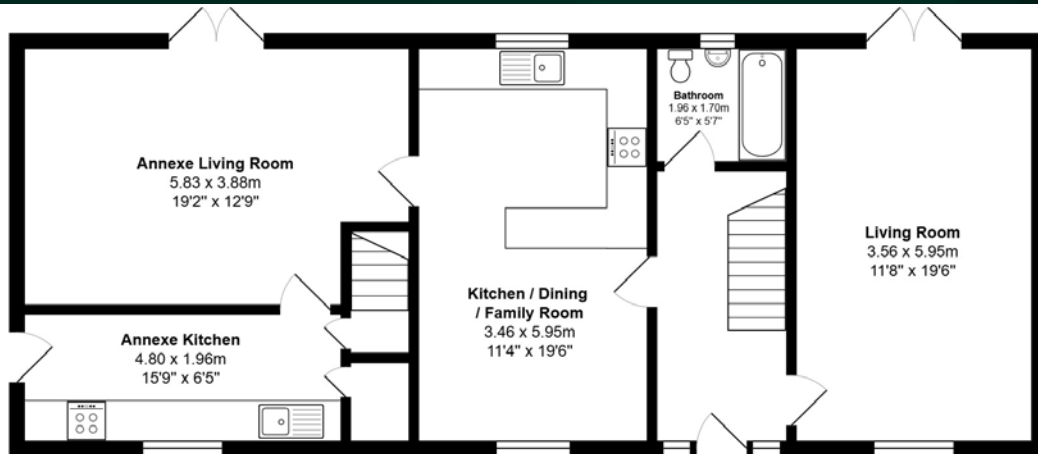 Annexe Living Room
5.83 x 3.88m
19'2" x 12'9"
Annexe Kitchen
4.80 x 1.96m
15'9" x 6'5"
Kitchen / Dining
/ Family Room
3.46 x 5.95m
11'4" x 19'6"
Bathroom
1.96 x 1.70m
6'5" x 5'7"
Living Room
3.56 x 5.95m
11'8" x 19'6"